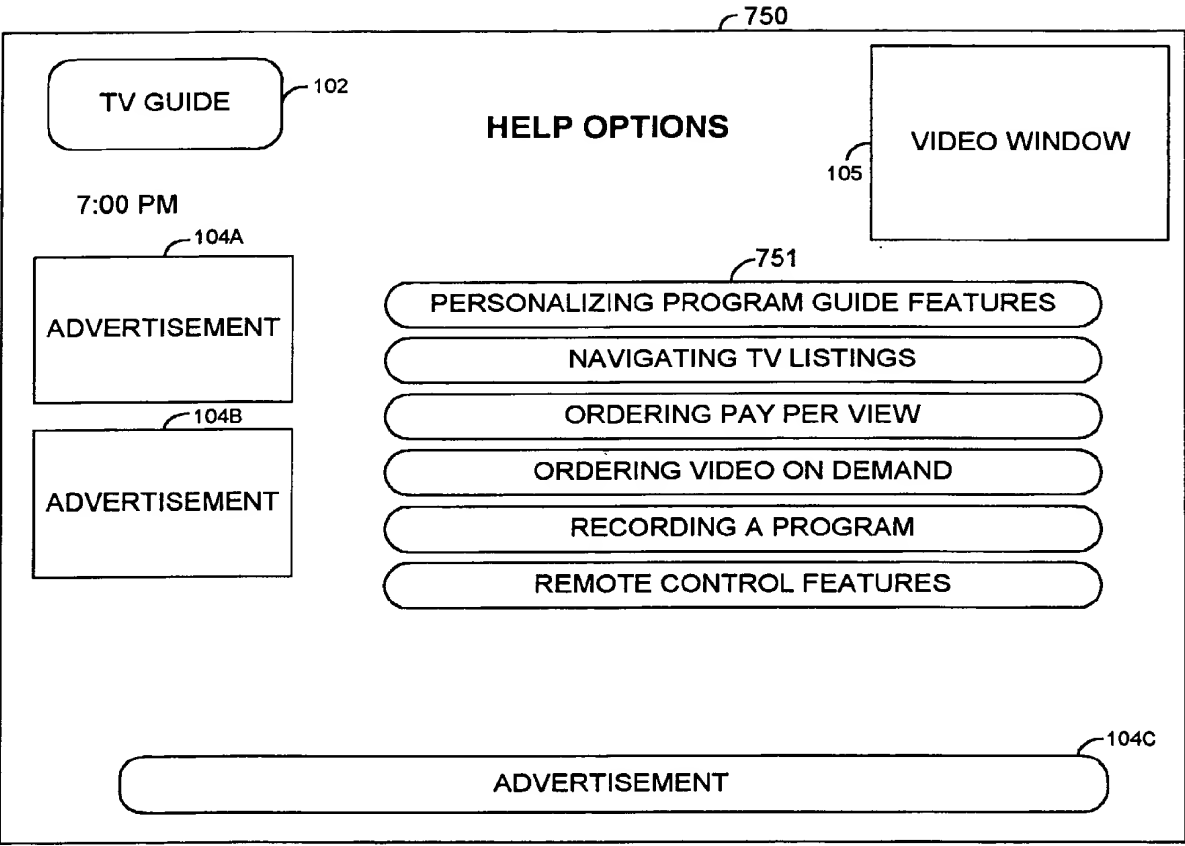 750
TV GUIDE
102
HELP OPTIONS
VIDEO WINDOW
105
7:00 PM
104A
ADVERTISEMENT
104B
ADVERTISEMENT
751
PERSONALIZING PROGRAM GUIDE FEATURES
NAVIGATING TV LISTINGS
ORDERING PAY PER VIEW
ORDERING VIDEO ON DEMAND
RECORDING A PROGRAM
REMOTE CONTROL FEATURES
104C
ADVERTISEMENT